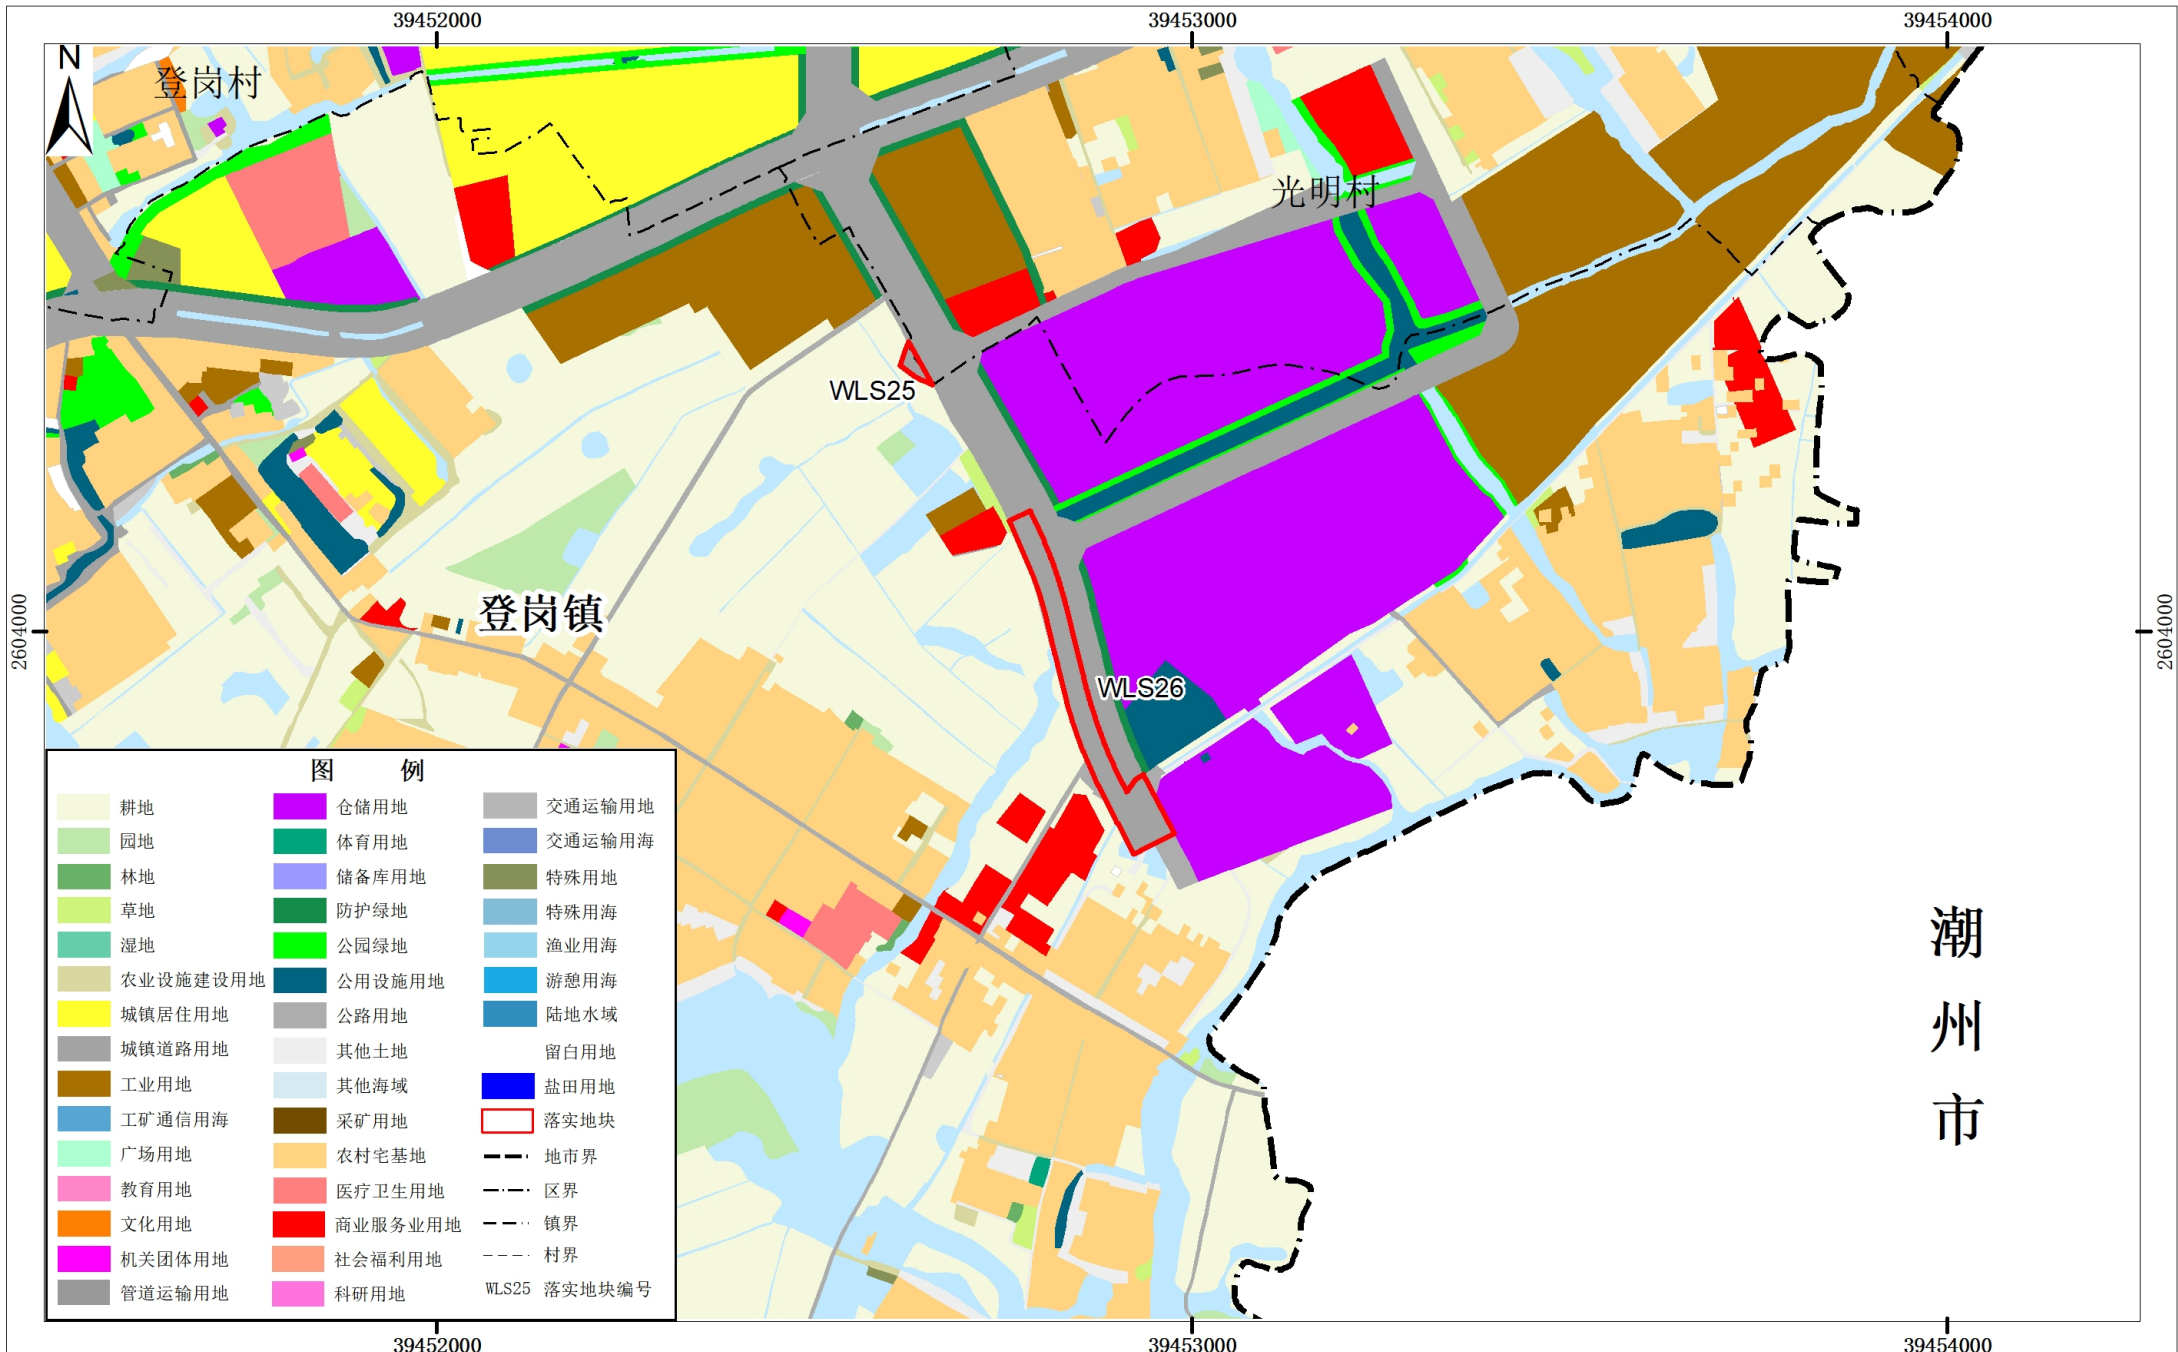 39452000
39453000
39454000
N
登岗村
光明村
WLS25
2604000
2604000
登岗镇
WLS26
潮州市
图 例
耕地
园地
林地
草地
湿地
农业设施建设用地
城镇居住用地
城镇道路用地
工业用地
工矿通信用海
广场用地
教育用地
文化用地
机关团体用地
管道运输用地
仓储用地
体育用地
储备库用地
防护绿地
公园绿地
公用设施用地
公路用地
其他土地
其他海域
采矿用地
农村宅基地
医疗卫生用地
商业服务业用地
社会福利用地
科研用地
交通运输用地
交通运输用海
特殊用地
特殊用海
渔业用海
游憩用海
陆地水域
留白用地
盐田用地
落实地块
地市界
区界
镇界
村界
WLS25 落实地块编号
39452000
39453000
39454000